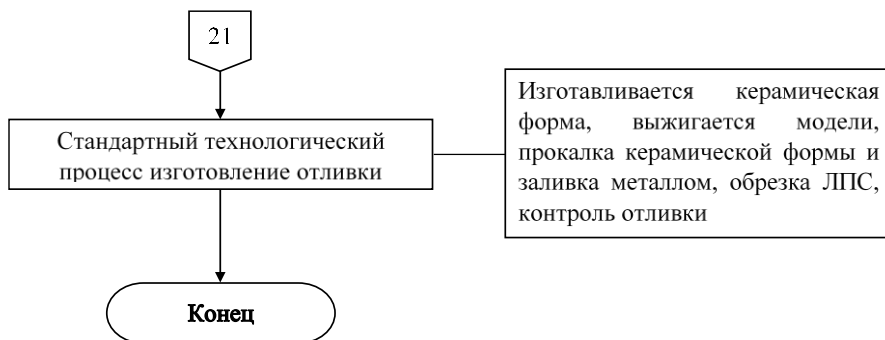 21
Стандартный технологический
процесс изготовление отливки
Изготавливается керамическая
форма, выжигается модели,
прокалка керамической формы и
заливка металлом, обрезка ЛПС,
контроль отливки
Конец